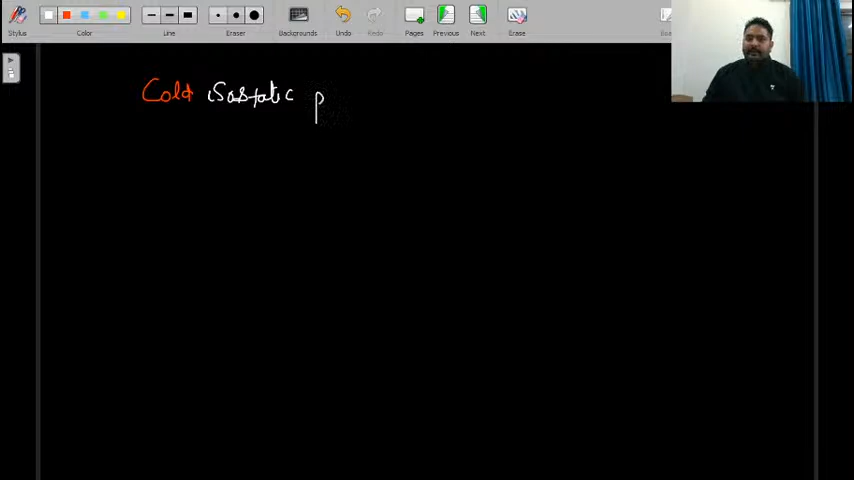 Stylus
Color
Line
Eraser
Backgrounds
Undo
Redo
Pages
Previous
Next
Erase
Cold isostatic p